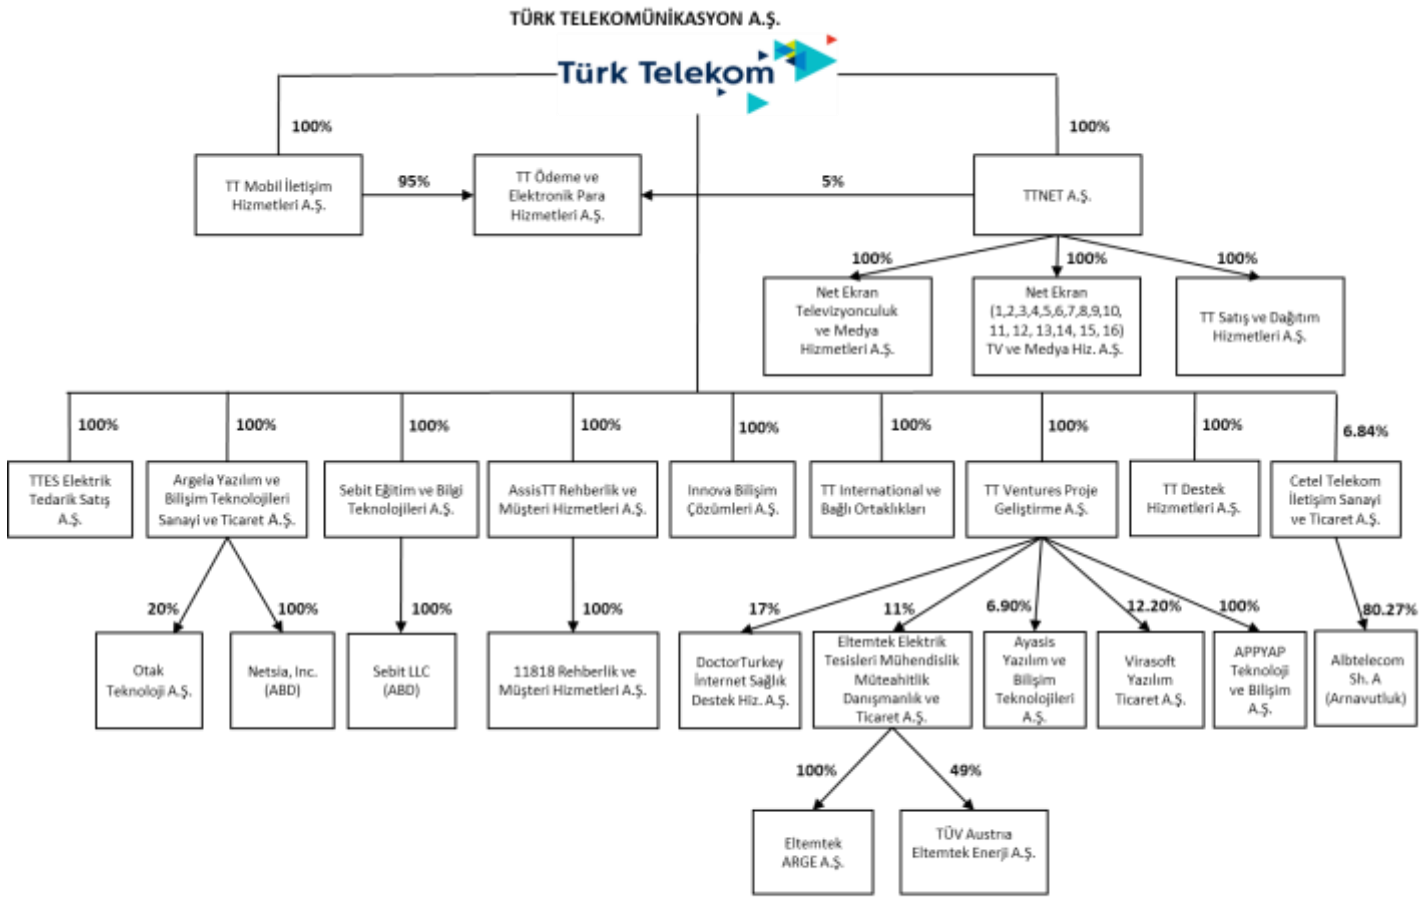 TÜRK TELEKOMÜNİKASYON A.Ş.
Türk Telekom
100%
100%
TT Mobil İletişim
Hizmetleri A.Ş.
95%
TT Ödeme ve
Elektronik Para
Hizmetleri A.Ş.
5%
TTNET A.Ş.
100%
100%
100%
Net Ekran
Televizyonculuk
ve Medya
Hizmetleri A.Ş.
Net Ekran
(1,2,3,4,5,6,7,8,9,10,
11, 12, 13,14, 15, 16)
TV ve Medya Hiz. A.Ş.
TT Satış ve Dağıtım
Hizmetleri A.Ş.
100%
100%
100%
100%
100%
100%
100%
100%
6.84%
TTES Elektrik
Tedarik Satış
A.Ş.
Argela Yazılım ve
Bilişim Teknolojileri
Sanayi ve Ticaret A.Ş.
Sebit Eğitim ve Bilgi
Teknolojileri A.Ş.
AssisTT Rehberlik ve
Müşteri Hizmetleri A.Ş.
Innova Bilişim
Çözümleri A.Ş.
TT International ve
Bağlı Ortaklıkları
TT Ventures Proje
Geliştirme A.Ş.
TT Destek
Hizmetleri A.Ş.
Cetel Telekom
İletişim Sanayi
ve Ticaret A.Ş.
20%
100%
100%
100%
17%
11%
6.90%
12.20%
100%
80.27%
Otak
Teknoloji A.Ş.
Netsia, Inc.
(ABD)
Sebit LLC
(ABD)
11818 Rehberlik ve
Müşteri Hizmetleri A.Ş.
DoctorTurkey
İnternet Sağlık
Destek Hiz. A.Ş.
Eltemtek Elektrik
Tesisleri Mühendislik
Müteahitlik
Danışmanlık ve
Ticaret A.Ş.
Ayasis
Yazılım ve
Bilişim
Teknolojileri
A.Ş.
Virasoft
Yazılım
Ticaret A.Ş.
APPYAP
Teknoloji
ve Bilişim
A.Ş.
Albtelecom
Sh. A
(Arnavutluk)
100%
49%
Eltemtek
ARGE A.Ş.
TÜV Austria
Eltemtek Enerji A.Ş.